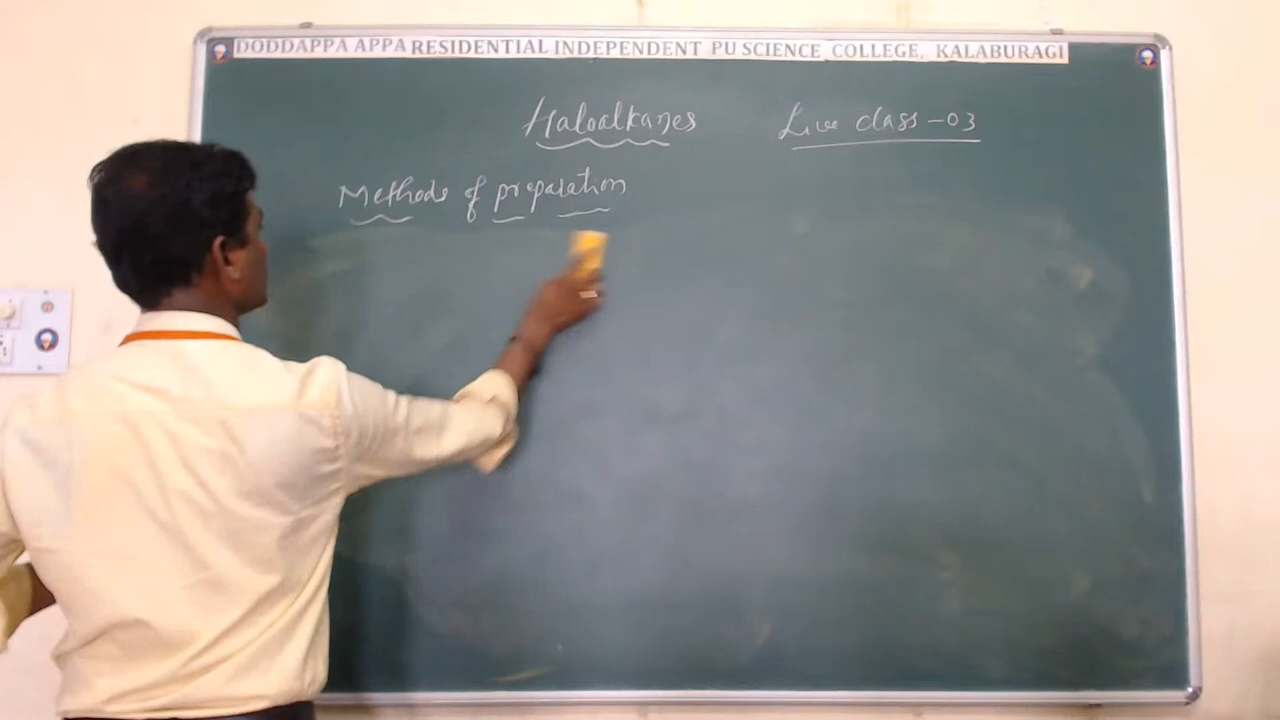 DODDAPPA APPA RESIDENTIAL INDEPENDENT PU SCIENCE COLLEGE, KALABURAGI
Haloalkanes Live class - 03
Methods of preparation